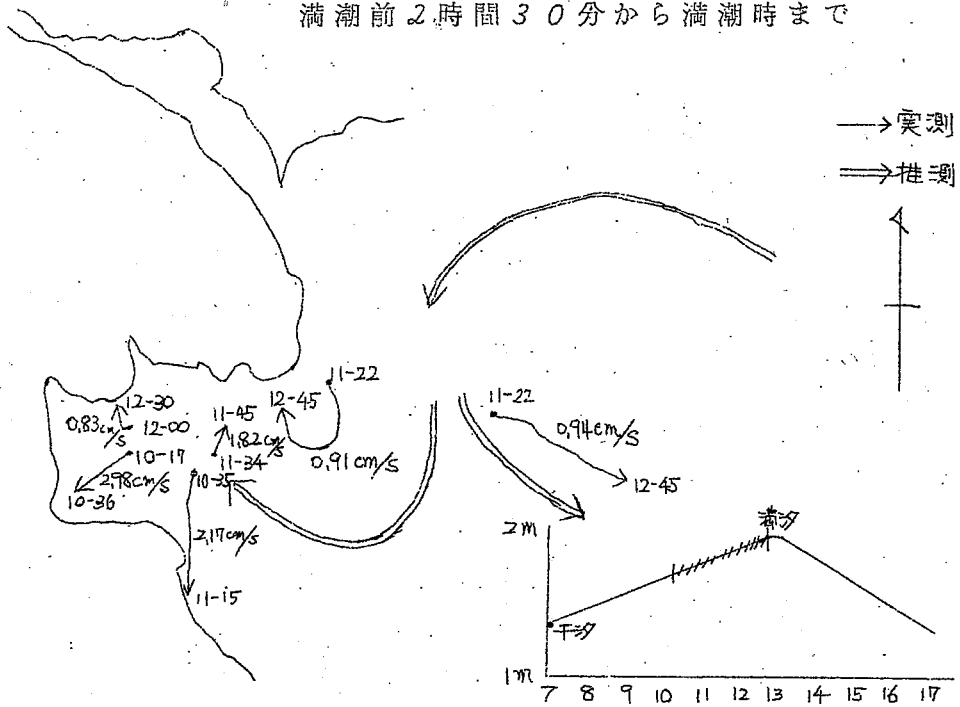 満潮前2時間30分から満潮時まで
→実測
⇒推測
11-22
12-30
12-45
11-45
11-22
0.83cm/S
12-00
1.82cm/S
0.94cm/S
10-17
11-34
0.91cm/S
2.98cm/S
10-35
12-45
10-36
2.17cm/S
11-15
2m
満汐
干汐
1m
7 8 9 10 11 12 13 14 15 16 17